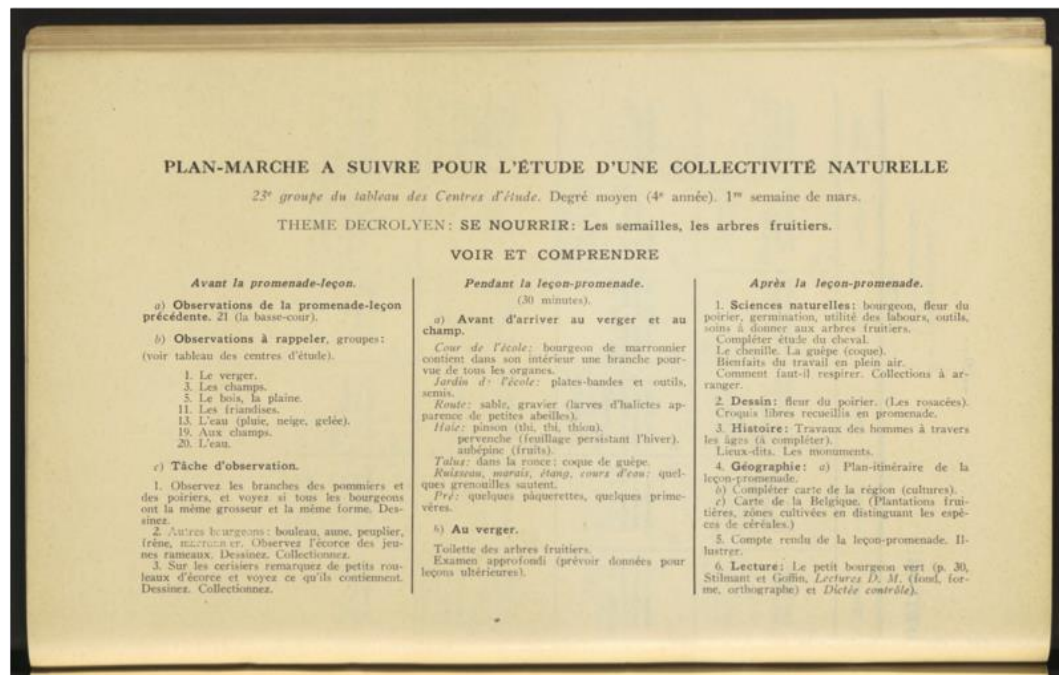 PLAN-MARCHE A SUIVRE POUR L'ÉTUDE D'UNE COLLECTIVITÉ NATURELLE
23e groupe du tableau des Centres d'étude. Degré moyen (4e année). 1re semaine de mars.
THEME DECROLYEN: SE NOURRIR: Les semailles, les arbres fruitiers.
VOIR ET COMPRENDRE
Avant la promenade-leçon.
a) Observations de la promenade-leçon
précédente. 21 (la basse-cour).
b) Observations à rappeler, groupes:
(voir tableau des centres d'étude).
1. Le verger.
3. Les champs.
5. Le bois, la plaine.
11. Les friandises.
13. L'eau (pluie, neige, gelée).
19. Aux champs.
20. L'eau.
c) Tâche d'observation.
1. Observez les branches des pommiers et
des poiriers, et voyez si tous les bourgeons
ont la même grosseur et la même forme. Des-
sinez.
2. Autres bourgeons: bouleau, aune, peuplier,
frêne, marronnier. Observez l'écorce des jeu-
nes rameaux. Dessinez. Collectionnez.
3. Sur les cerisiers remarquez de petits rou-
leaux d'écorce et voyez ce qu'ils contiennent.
Dessinez. Collectionnez.
Pendant la leçon-promenade.
(30 minutes).
a) Avant d'arriver au verger et au
champ.
Cour de l'école: bourgeon de marronnier
contient dans son intérieur une branche pour-
vue de tous les organes.
Jardin de l'école: plates-bandes et outils,
semis.
Route: sable, gravier (larves d'halictes ap-
parence de petites abeilles).
Haie: pinson (thi, thi, thiou).
pervenche (feuillage persistant l'hiver).
aubépine (fruits).
Talus: dans la ronce: coque de guêpe.
Ruisseau, marais, étang, cours d'eau: quel-
ques grenouilles sautent.
Pré: quelques pâquerettes, quelques prime-
vères.
b) Au verger.
Toilette des arbres fruitiers.
Examen approfondi (prévoir données pour
leçons ultérieures).
Après la leçon-promenade.
1. Sciences naturelles: bourgeon, fleur du
poirier, germination, utilité des labours, outils,
soins à donner aux arbres fruitiers.
Compléter étude du cheval.
Le chenille. La guêpe (coque).
Bienfaits du travail en plein air.
Comment faut-il respirer. Collections à ar-
ranger.
2. Dessin: fleur du poirier. (Les rosacées).
Croquis libres recueillis en promenade.
3. Histoire: Travaux des hommes à travers
les âges (à compléter).
Lieux-dits. Les monuments.
4. Géographie: a) Plan-itinéraire de la
leçon-promenade.
b) Compléter carte de la région (cultures).
c) Carte de la Belgique. (Plantations frui-
tières, zônes cultivées en distinguant les espè-
ces de céréales.)
5. Compte rendu de la leçon-promenade. Il-
lustrer.
6. Lecture: Le petit bourgeon vert (p. 30,
Stilmant et Goffin, Lectures D. M. (fond, for-
me, orthographe) et Dictée contrôle).